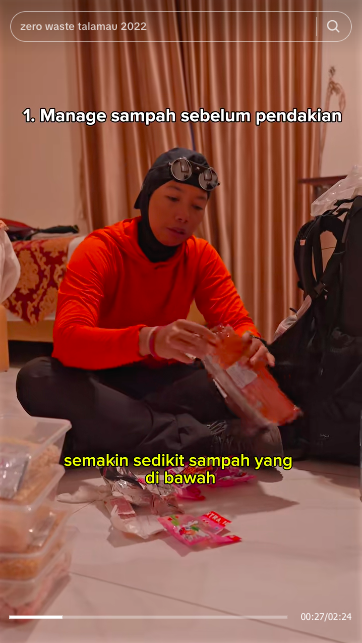 zero waste talamau 2022
1. Manage sampah sebelum pendakian
semakin sedikit sampah yang
di bawah
00:27/02:24